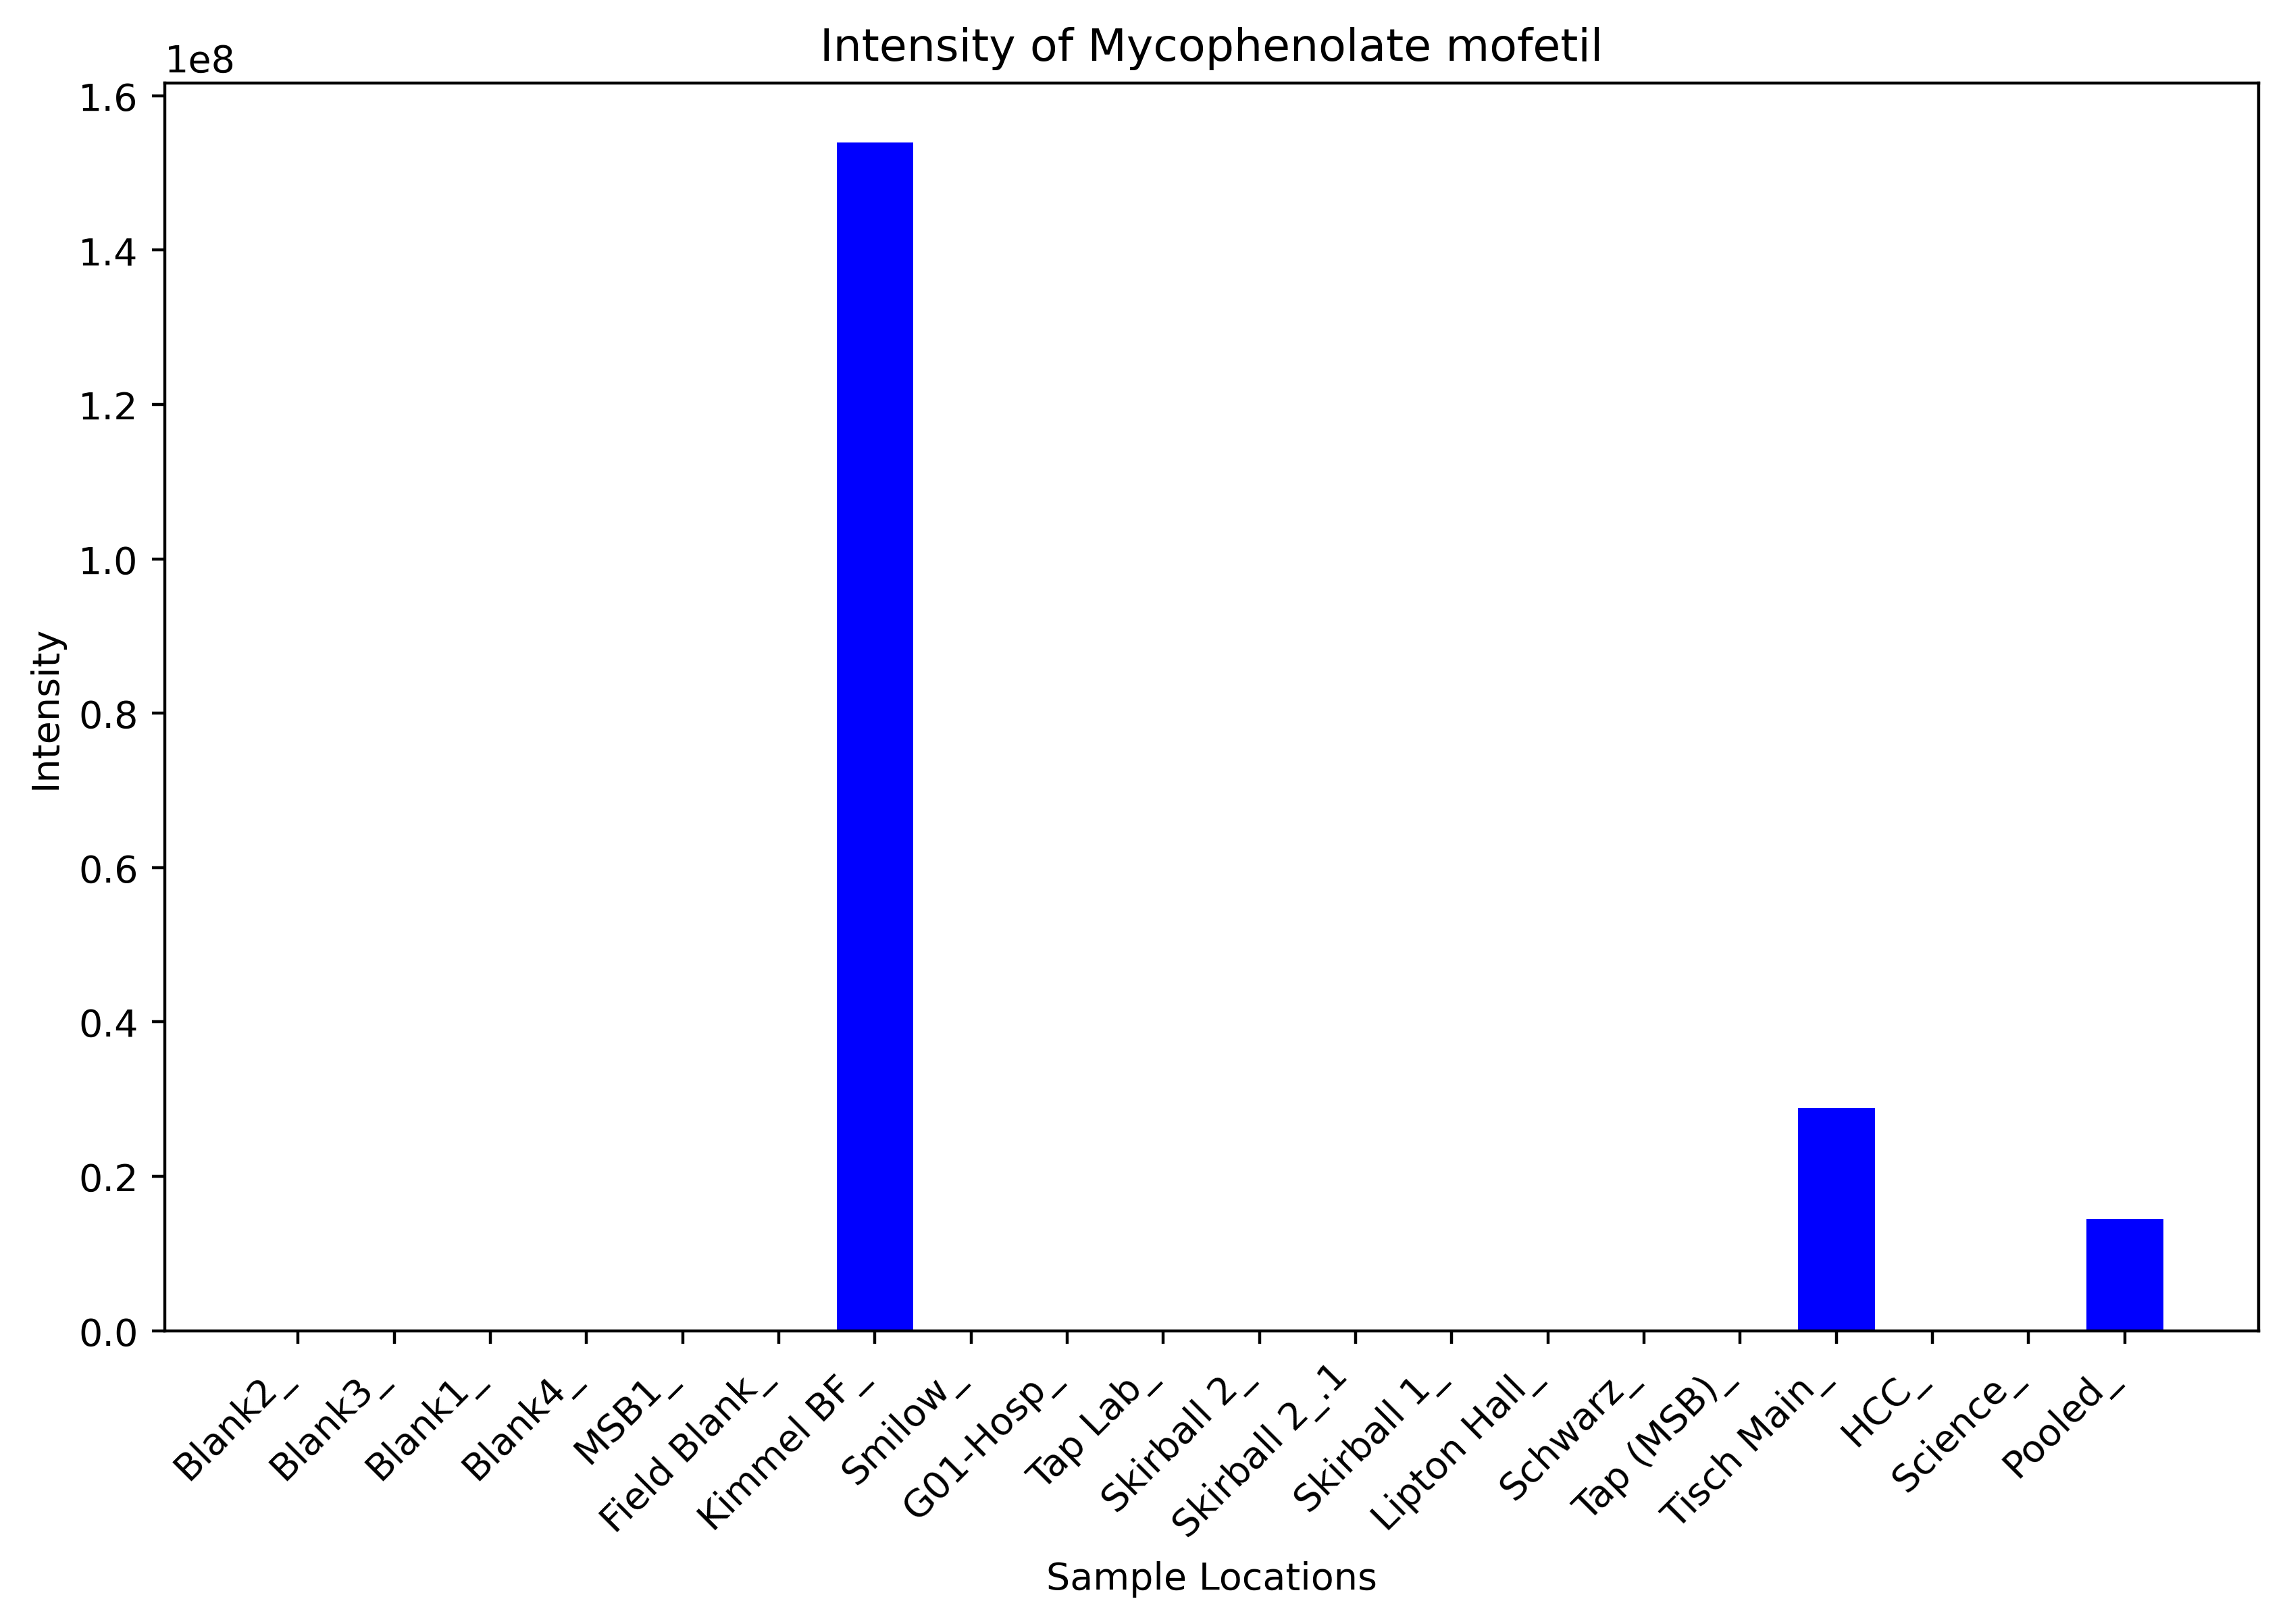 Intensity of Mycophenolate mofetil
1e8
1.6
1.4
1.2
1.0
0.8
0.6
0.4
0.2
0.0
Intensity
Blank2_
Blank3_
Blank1_
Blank4_
MSB1_
Field Blank_
Kimmel BF_
Smilow_
G01-Hosp_
Tap Lab_
Skirball 2_
Skirball 2_.1
Skirball 1_
Lipton Hall_
Schwarz_
Tap (MSB)_
Tisch Main_
HCC_
Science_
Pooled_
Sample Locations